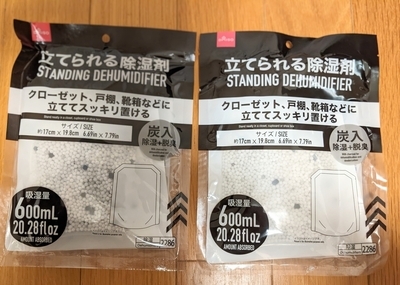 立てられる除湿剤
STANDING DEHUMIDIFIER
クローゼット、戸棚、靴箱などに
立ててスッキリ置ける
サイズ/SIZE
約17cm×19.8cm 6.69in×7.79in
炭入
除湿+脱臭
吸湿量
600mL
20.28fl oz
AMOUNT ABSORBED
2286
立てられる除湿剤
STANDING DEHUMIDIFIER
クローゼット、戸棚、靴箱などに
立ててスッキリ置ける
サイズ/SIZE
約17cm×19.8cm 6.69in×7.79in
炭入
除湿+脱臭
吸湿量
600mL
20.28fl oz
AMOUNT ABSORBED
2286